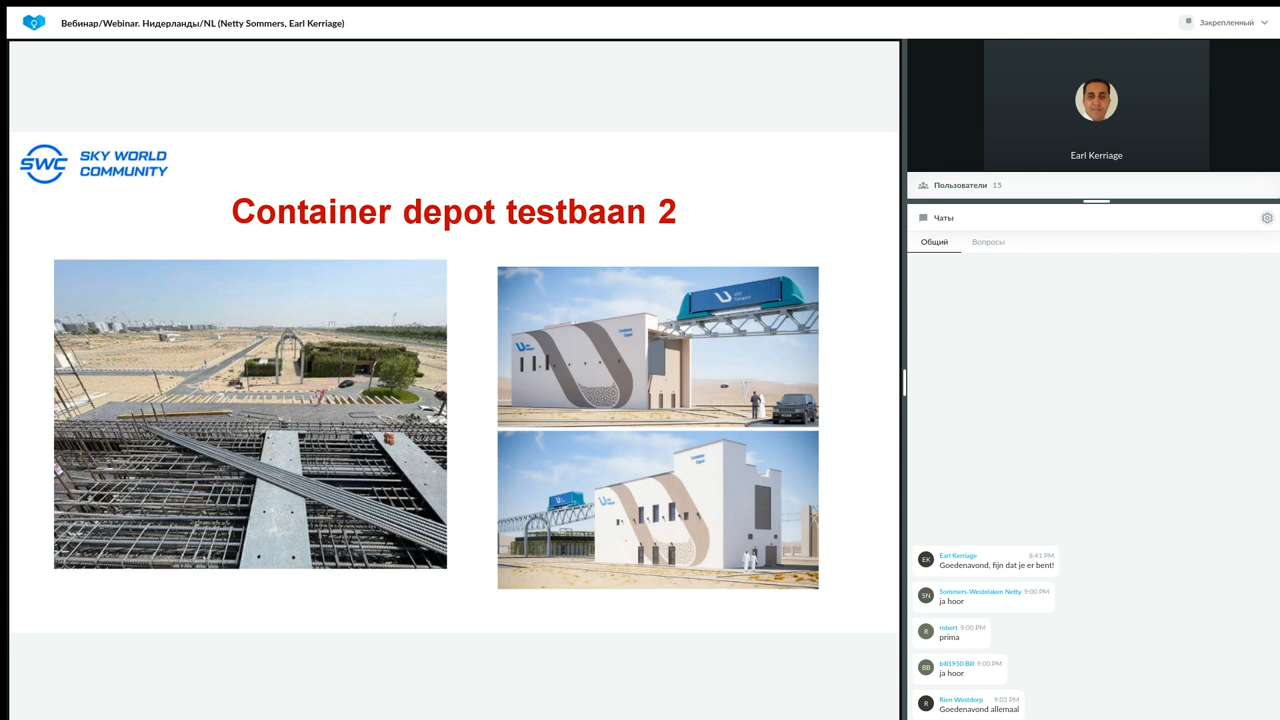 Вебинар/Webinar. Нидерланды/NL (Netty Sommers, Earl Kerriage)
Закрепленный
SWC
SKY WORLD
COMMUNITY
Container depot testbaan 2
Earl Kerriage
Пользователи 15
Чаты
Общий
Вопросы
EK
Earl Kerriage 8:41 PM
Goedenavond, fijn dat je er bent!
SN
Sommers-Westelaken Netty 9:00 PM
ja hoor
R
robert 9:00 PM
prima
BB
bill1950 Bill 9:00 PM
ja hoor
R
Rien Westdorp 9:03 PM
Goedenavond allemaal